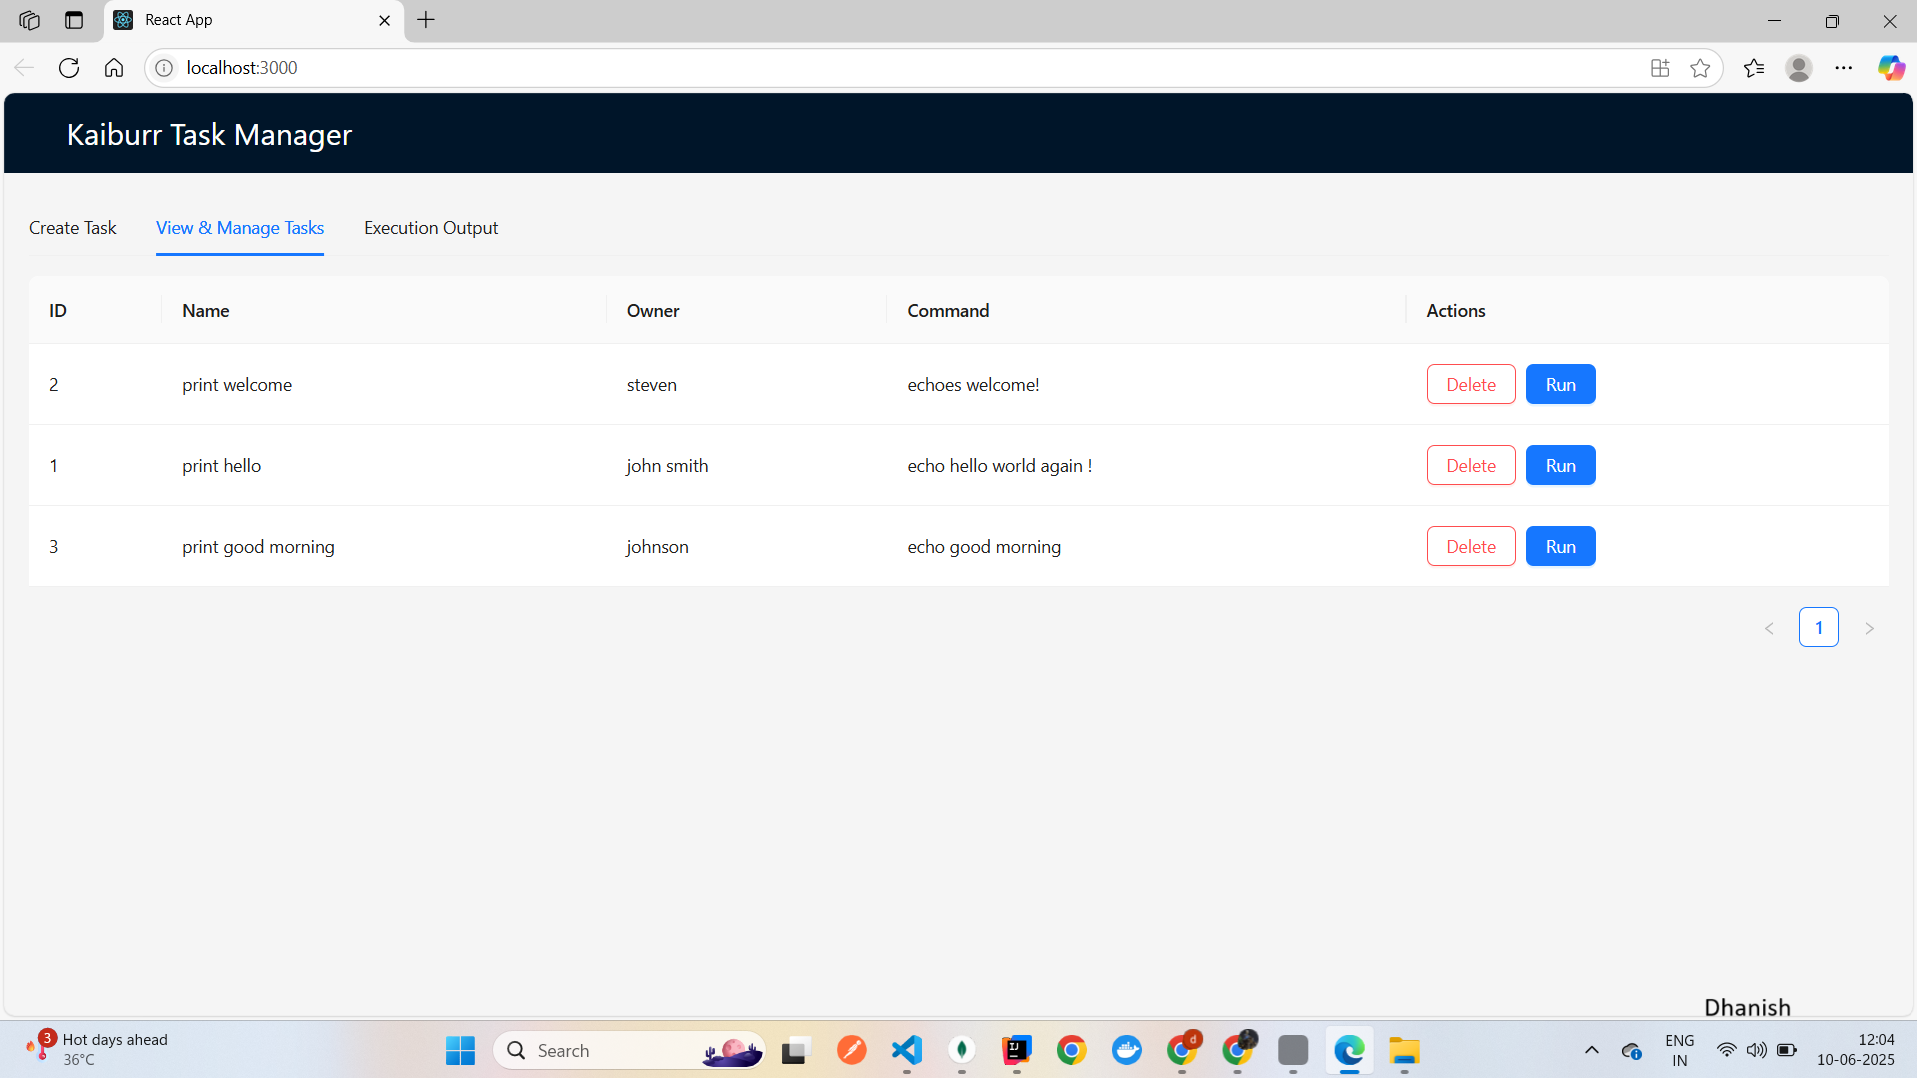 React App
localhost:3000
Kaiburr Task Manager
Create Task View & Manage Tasks Execution Output
ID Name Owner Command Actions
2 print welcome steven echoes welcome! Delete Run
1 print hello john smith echo hello world again ! Delete Run
3 print good morning johnson echo good morning Delete Run
1
Dhanish
3 Hot days ahead
36°C
Search
IJ
d
ENG
IN
12:04
10-06-2025